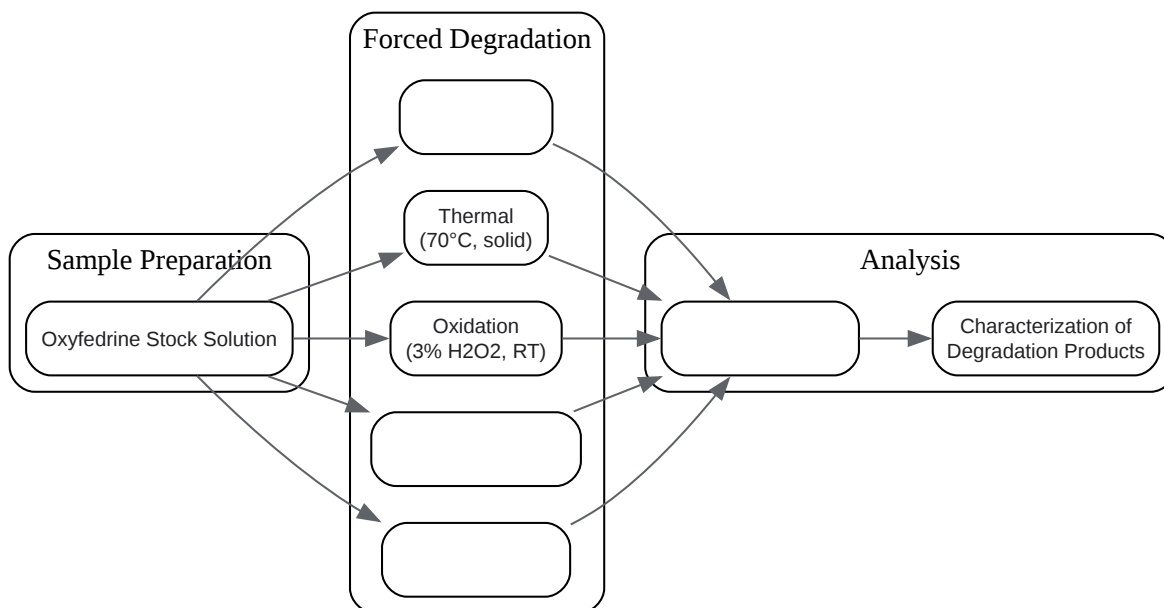 Forced Degradation
Thermal
(70°C, solid)
Sample Preparation
Analysis
Oxyfedrine Stock Solution
Oxidation
(3% H2O2, RT)
Characterization of
Degradation Products